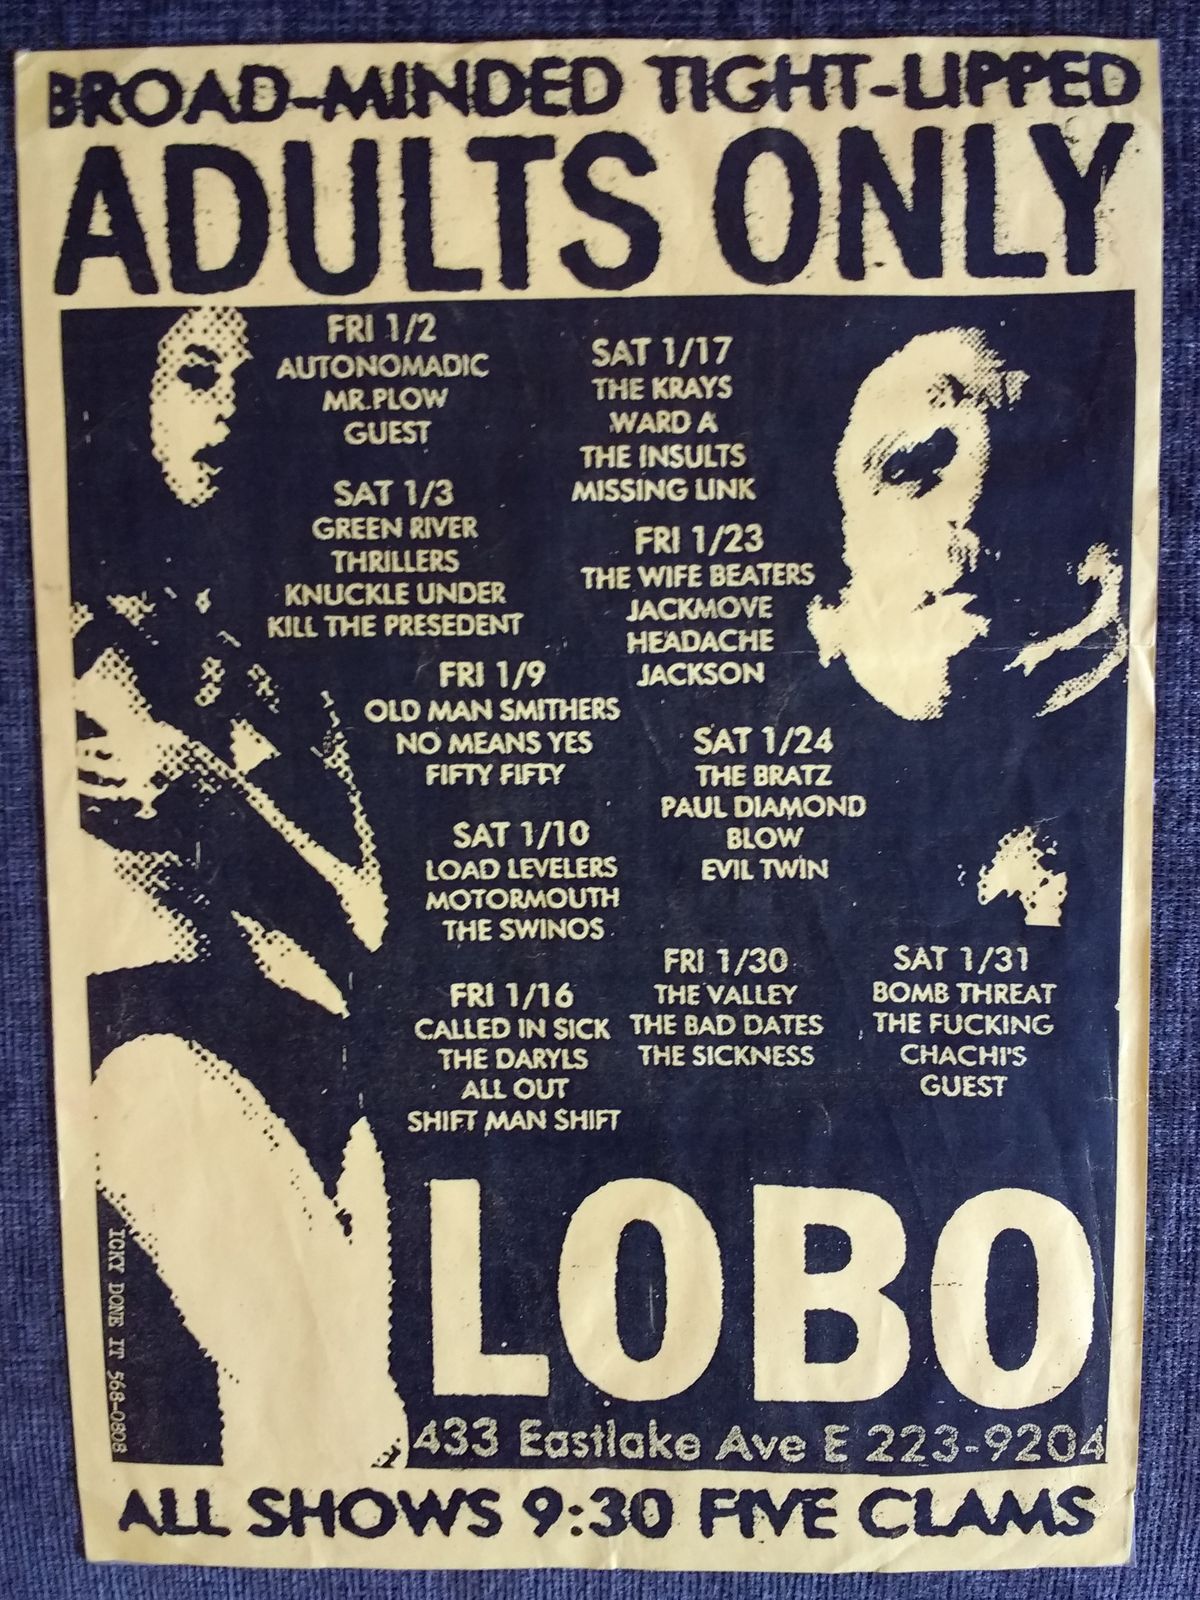 BROAD-MINDED TIGHT-LIPPED
ADULTS ONLY
FRI 1/2
AUTONOMADIC
MR.PLOW
GUEST
SAT 1/3
GREEN RIVER
THRILLERS
KNUCKLE UNDER
KILL THE PRESEDENT
FRI 1/9
OLD MAN SMITHERS
NO MEANS YES
FIFTY FIFTY
SAT 1/10
LOAD LEVELERS
MOTORMOUTH
THE SWINOS
FRI 1/16
CALLED IN SICK
THE DARYLS
ALL OUT
SHIFT MAN SHIFT
SAT 1/17
THE KRAYS
WARD A
THE INSULTS
MISSING LINK
FRI 1/23
THE WIFE BEATERS
JACKMOVE
HEADACHE
JACKSON
SAT 1/24
THE BRATZ
PAUL DIAMOND
BLOW
EVIL TWIN
FRI 1/30
THE VALLEY
THE BAD DATES
THE SICKNESS
SAT 1/31
BOMB THREAT
THE FUCKING
CHACHI'S
GUEST
ICKY DONE IT 568-0808
LOBO
433 Eastlake Ave E 223-9204
ALL SHOWS 9:30 FIVE CLAMS